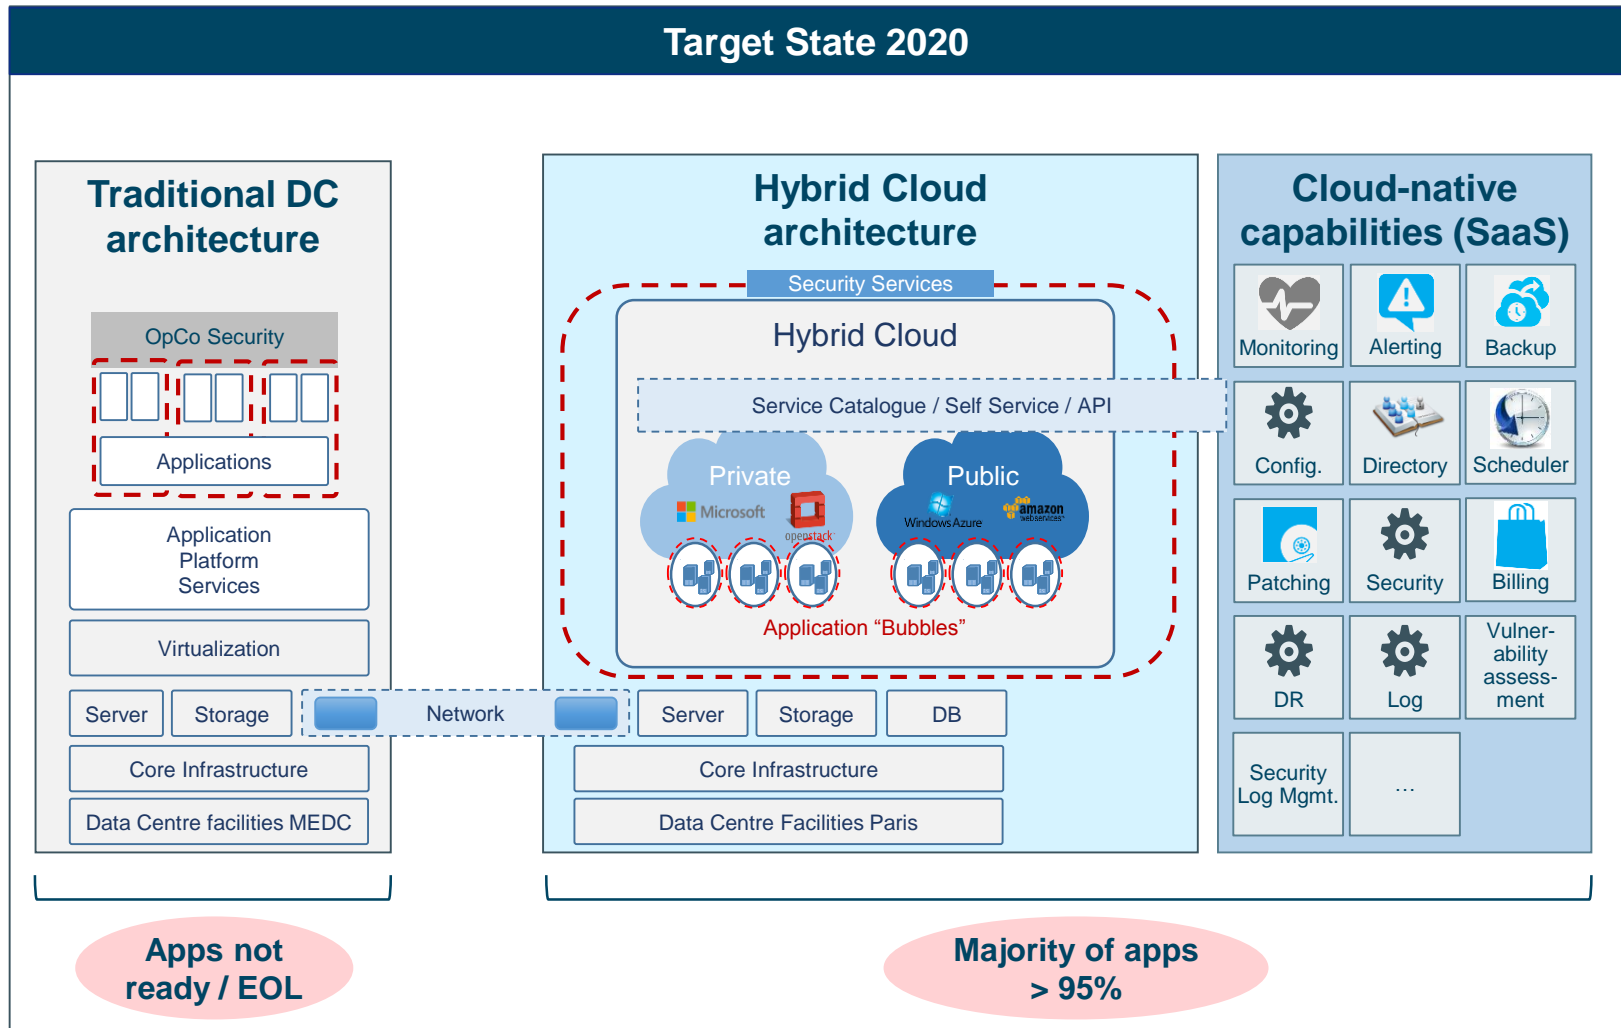 Target State 2020
Traditional DC
architecture
OpCo Security
Applications
Application
Platform
Services
Virtualization
Server
Storage
Network
Core Infrastructure
Data Centre facilities MEDC
Apps not
ready / EOL
Hybrid Cloud
architecture
Security Services
Hybrid Cloud
Service Catalogue / Self Service / API
Private
Microsoft
openstack
Public
Windows Azure
amazon
webservices
Application “Bubbles”
Server
Storage
DB
Core Infrastructure
Data Centre Facilities Paris
Cloud-native
capabilities (SaaS)
Monitoring
Alerting
Backup
Config.
Directory
Scheduler
Patching
Security
Billing
DR
Log
Vulner-
ability
assess-
ment
Security
Log Mgmt.
...
Majority of apps
> 95%